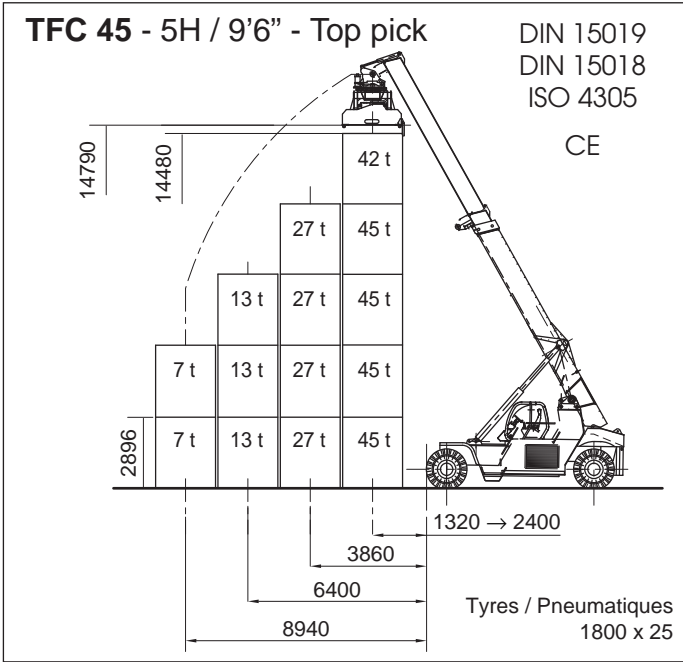 TFC 45 - 5H / 9'6” - Top pick
DIN 15019
DIN 15018
ISO 4305
CE
14790
14480
42 t
27 t
45 t
13 t
27 t
45 t
7 t
13 t
27 t
45 t
2896
7 t
13 t
27 t
45 t
1320 → 2400
3860
6400
8940
Tyres / Pneumatiques
1800 x 25